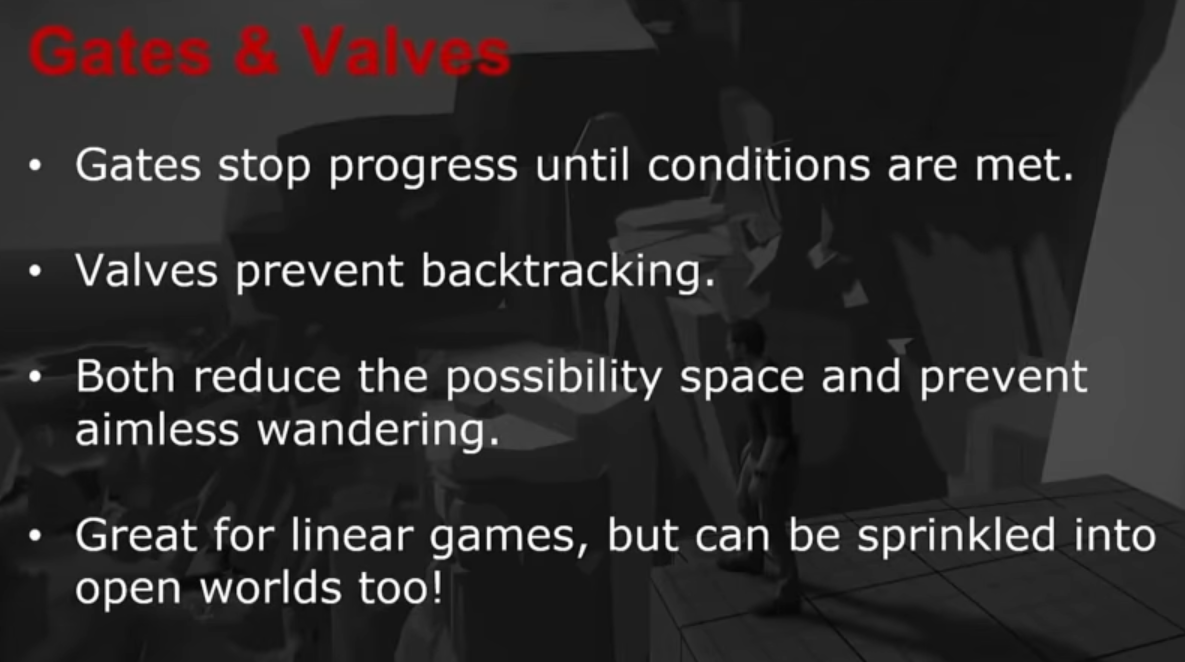 Gates & Valves
• Gates stop progress until conditions are met.
• Valves prevent backtracking.
• Both reduce the possibility space and prevent
aimless wandering.
• Great for linear games, but can be sprinkled into
open worlds too!